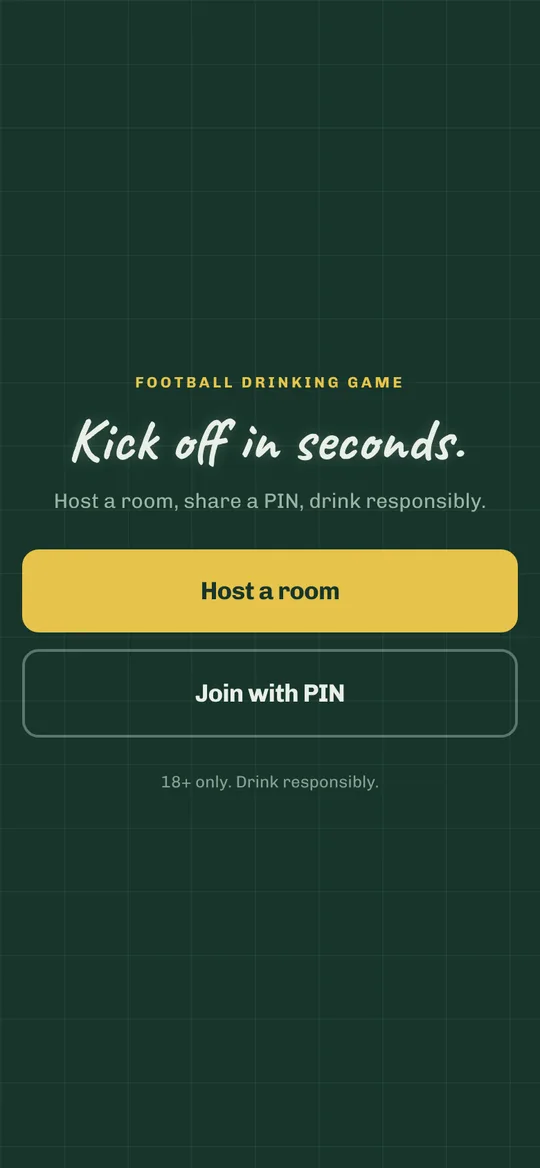 FOOTBALL DRINKING GAME
Kick off in seconds.
Host a room, share a PIN, drink responsibly.
Host a room
Join with PIN
18+ only. Drink responsibly.